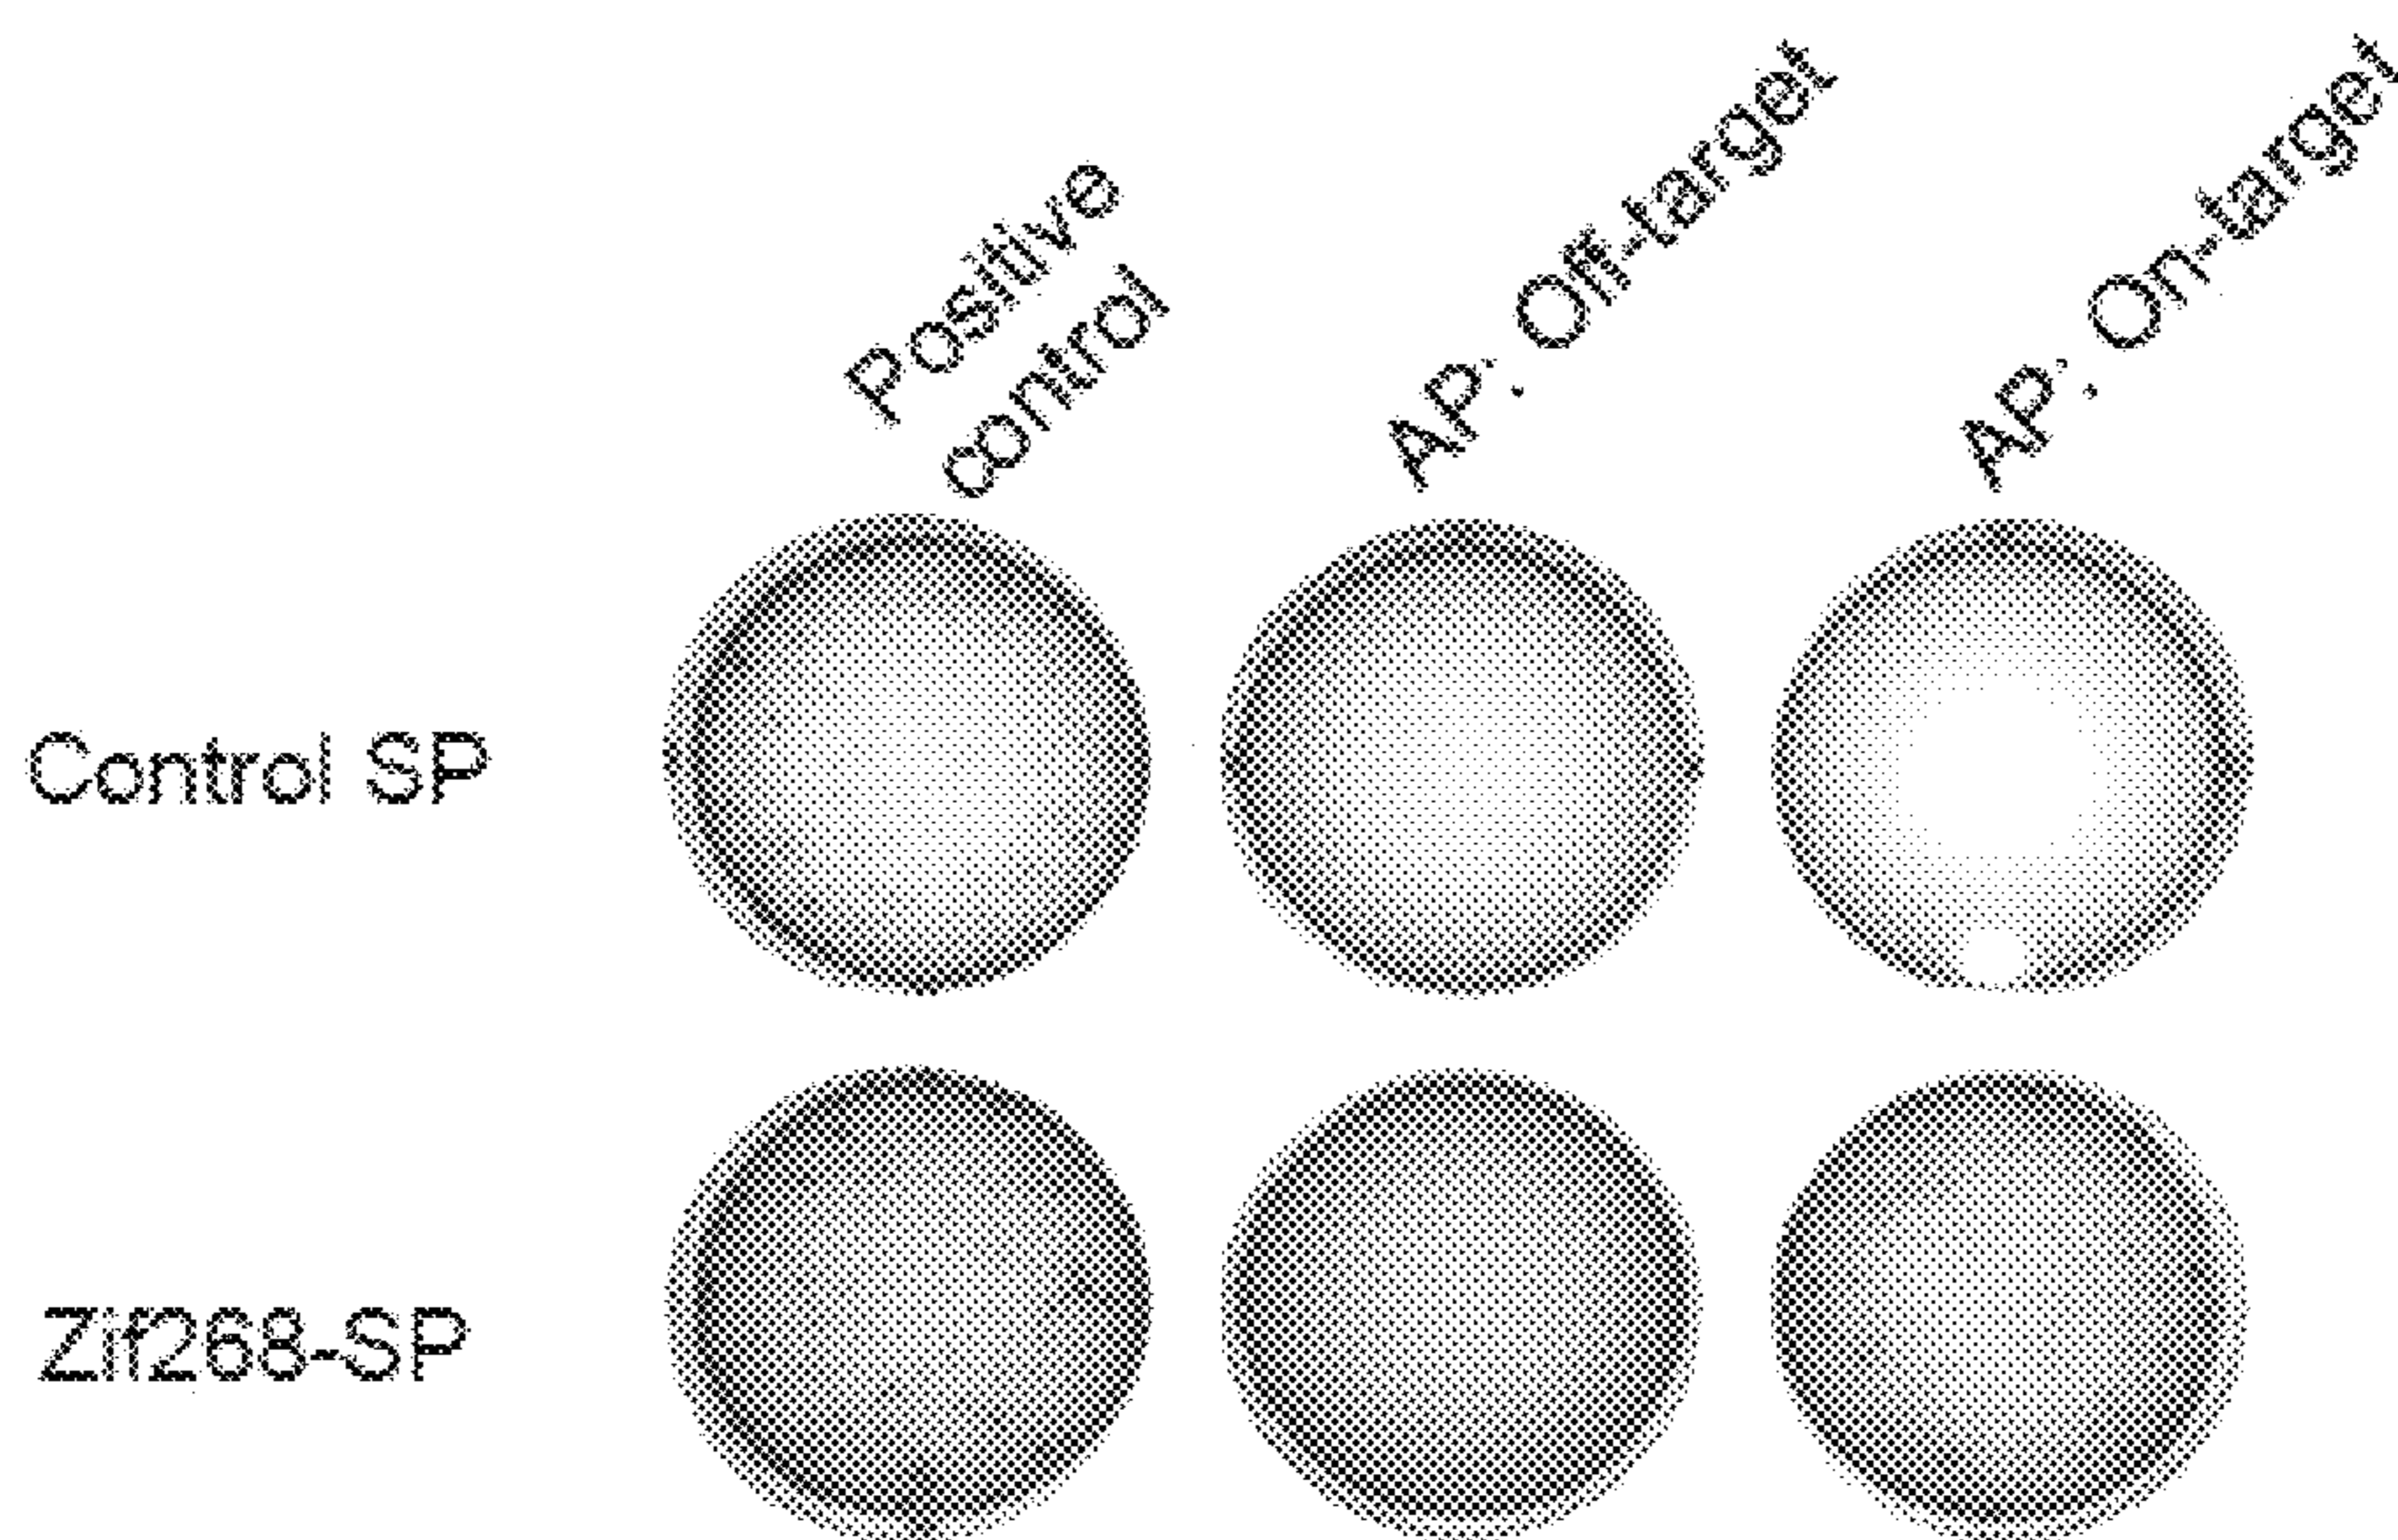 Positive
control
AP: Off-target
AP: On-target
Control SP
Zif268-SP